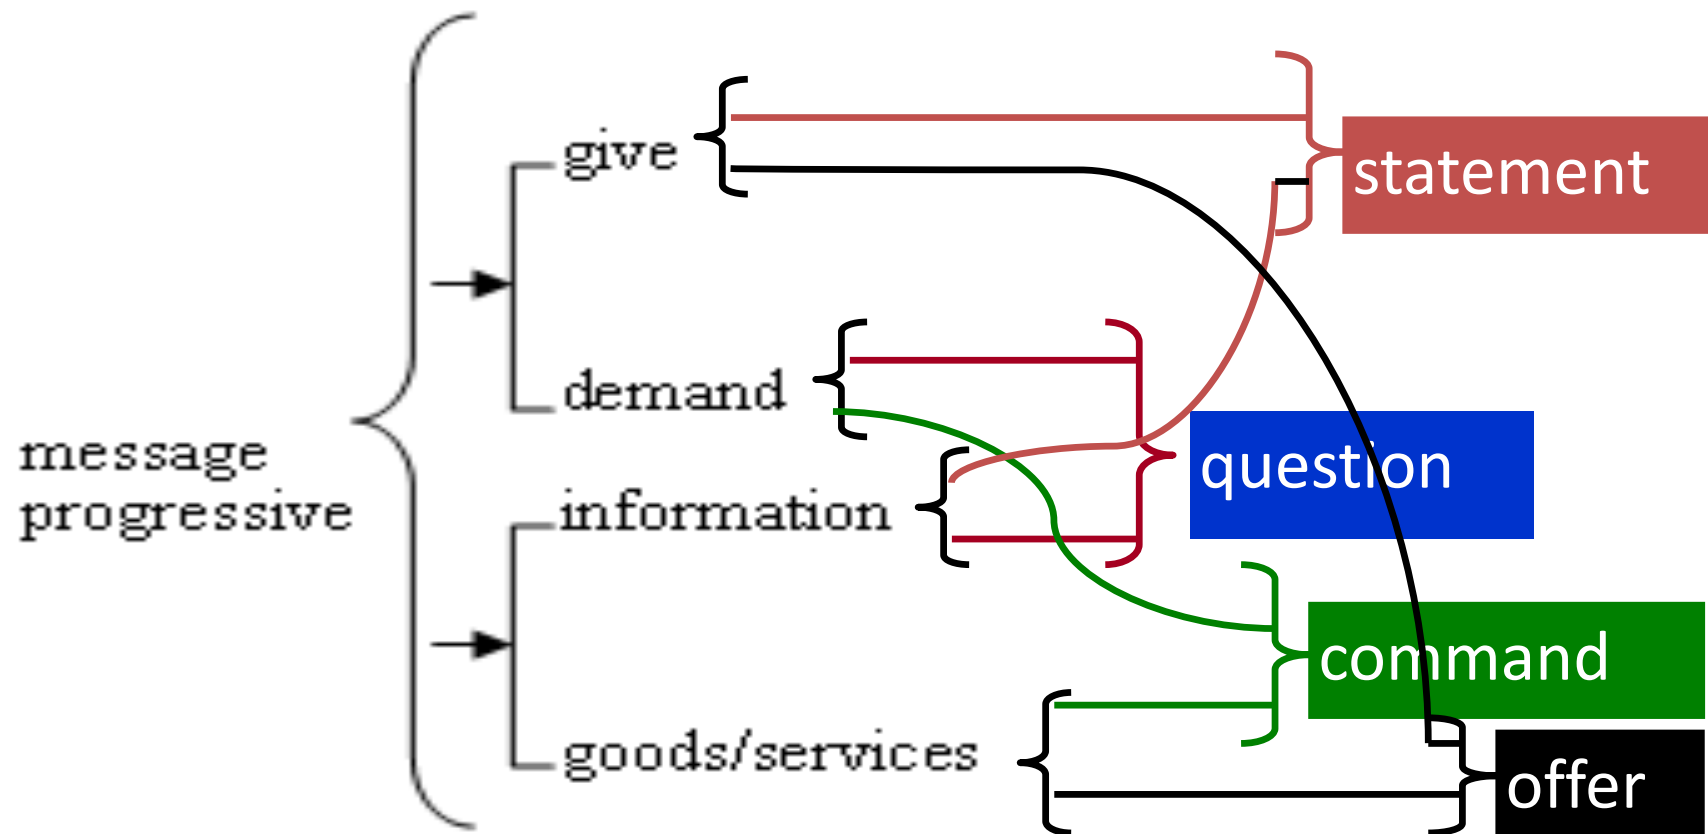 give
statement
demand
message
progressive
question
information
command
goods/services
offer